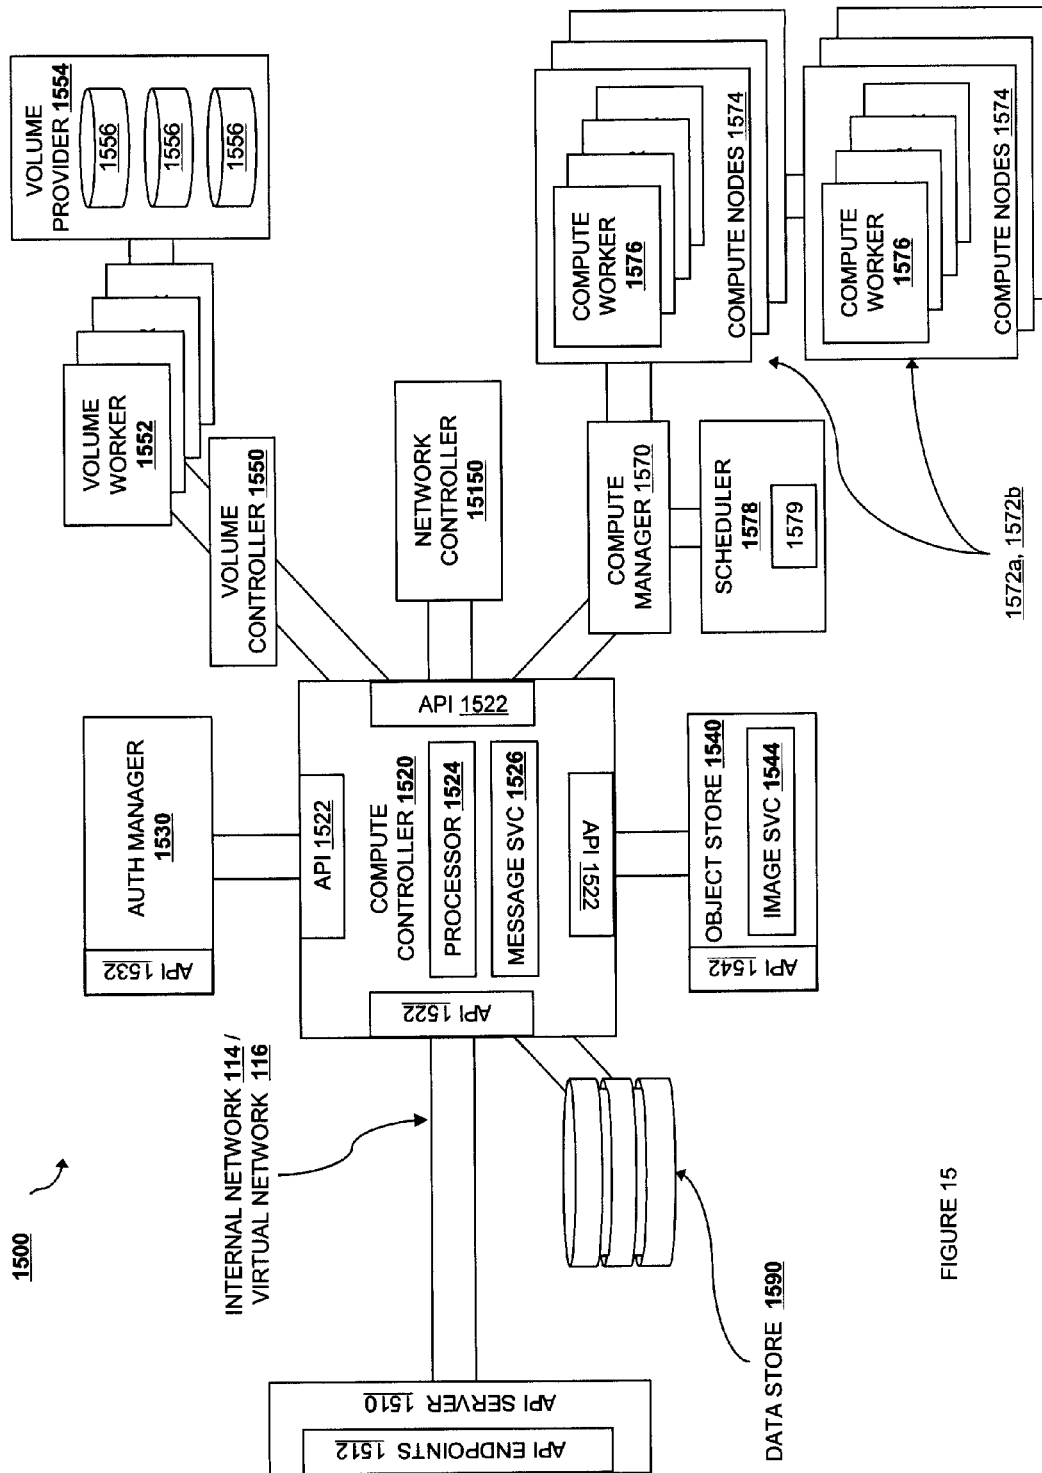 1500
INTERNAL NETWORK 114 /
VIRTUAL NETWORK 116
API SERVER 1510
API ENDPOINTS 1512
DATA STORE 1590
API 1532
AUTH MANAGER
1530
API 1522
API 1522
COMPUTE
CONTROLLER 1520
PROCESSOR 1524
MESSAGE SVC 1526
API 1522
API 1522
API 1542
OBJECT STORE 1540
IMAGE SVC 1544
VOLUME
CONTROLLER 1550
VOLUME
WORKER
1552
VOLUME
PROVIDER 1554
1556
1556
1556
NETWORK
CONTROLLER
15150
COMPUTE
MANAGER 1570
SCHEDULER
1578
1579
COMPUTE
WORKER
1576
COMPUTE NODES 1574
COMPUTE
WORKER
1576
COMPUTE NODES 1574
1572a, 1572b
FIGURE 15